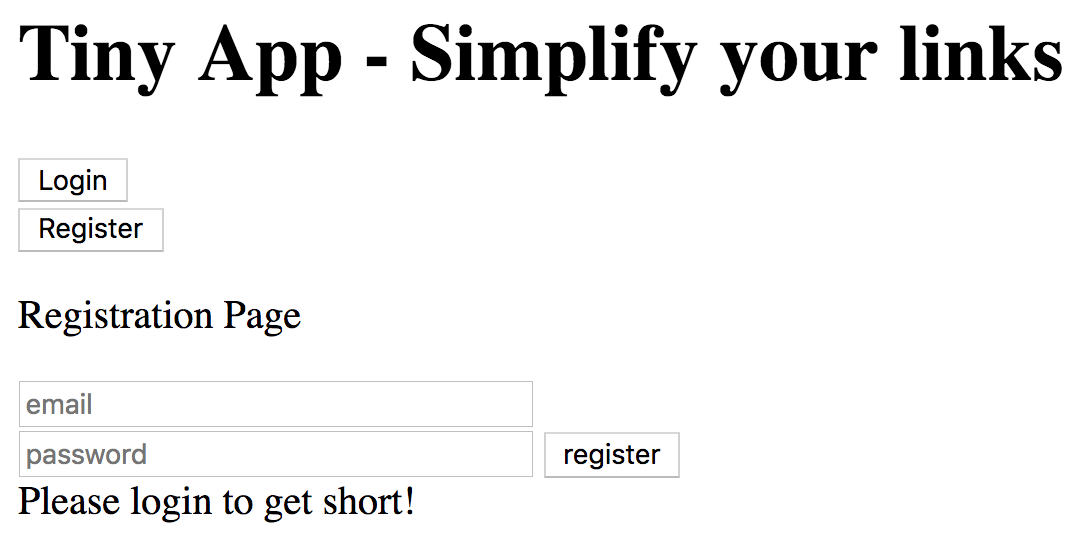 Tiny App - Simplify your links
Login
Register
Registration Page
email
password register
Please login to get short!